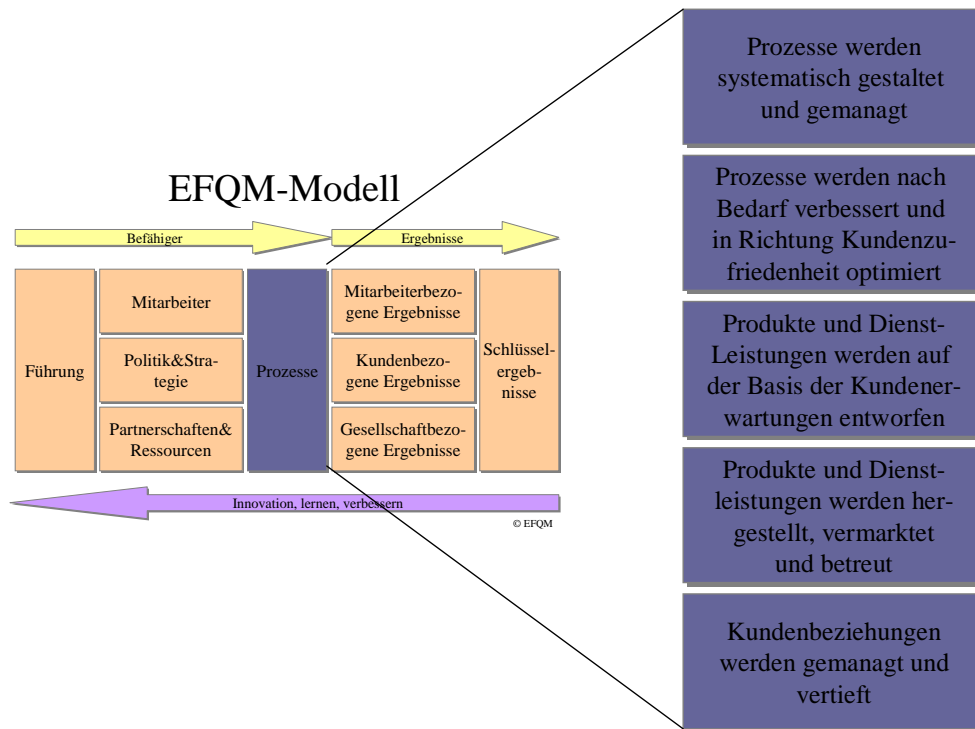 EFQM-Modell
Befähiger
Ergebnisse
Führung
Mitarbeiter
Politik&Stra-
tegie
Partnerschaften&
Ressourcen
Prozesse
Mitarbeiterbezo-
gene Ergebnisse
Kundenbezo-
gene Ergebnisse
Gesellschaftbezo-
gene Ergebnisse
Schlüssel-
ergeb-
nisse
Innovation, lernen, verbessern
© EFQM
Prozesse werden
systematisch gestaltet
und gemanagt
Prozesse werden nach
Bedarf verbessert und
in Richtung Kundenzu-
friedenheit optimiert
Produkte und Dienst-
Leistungen werden auf
der Basis der Kundener-
wartungen entworfen
Produkte und Dienst-
leistungen werden her-
gestellt, vermarktet
und betreut
Kundenbeziehungen
werden gemanagt und
vertieft